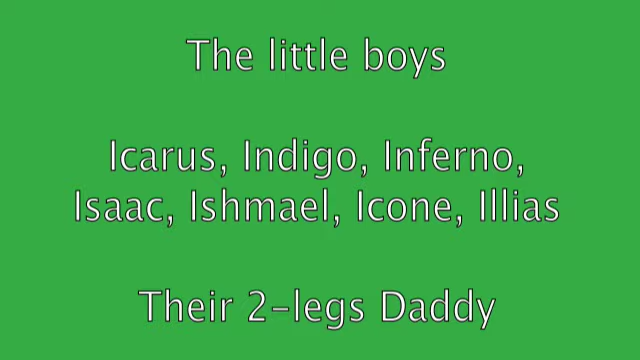 The little boys
Icarus, Indigo, Inferno,
Isaac, Ishmael, Icone, Illias
Their 2-legs Daddy